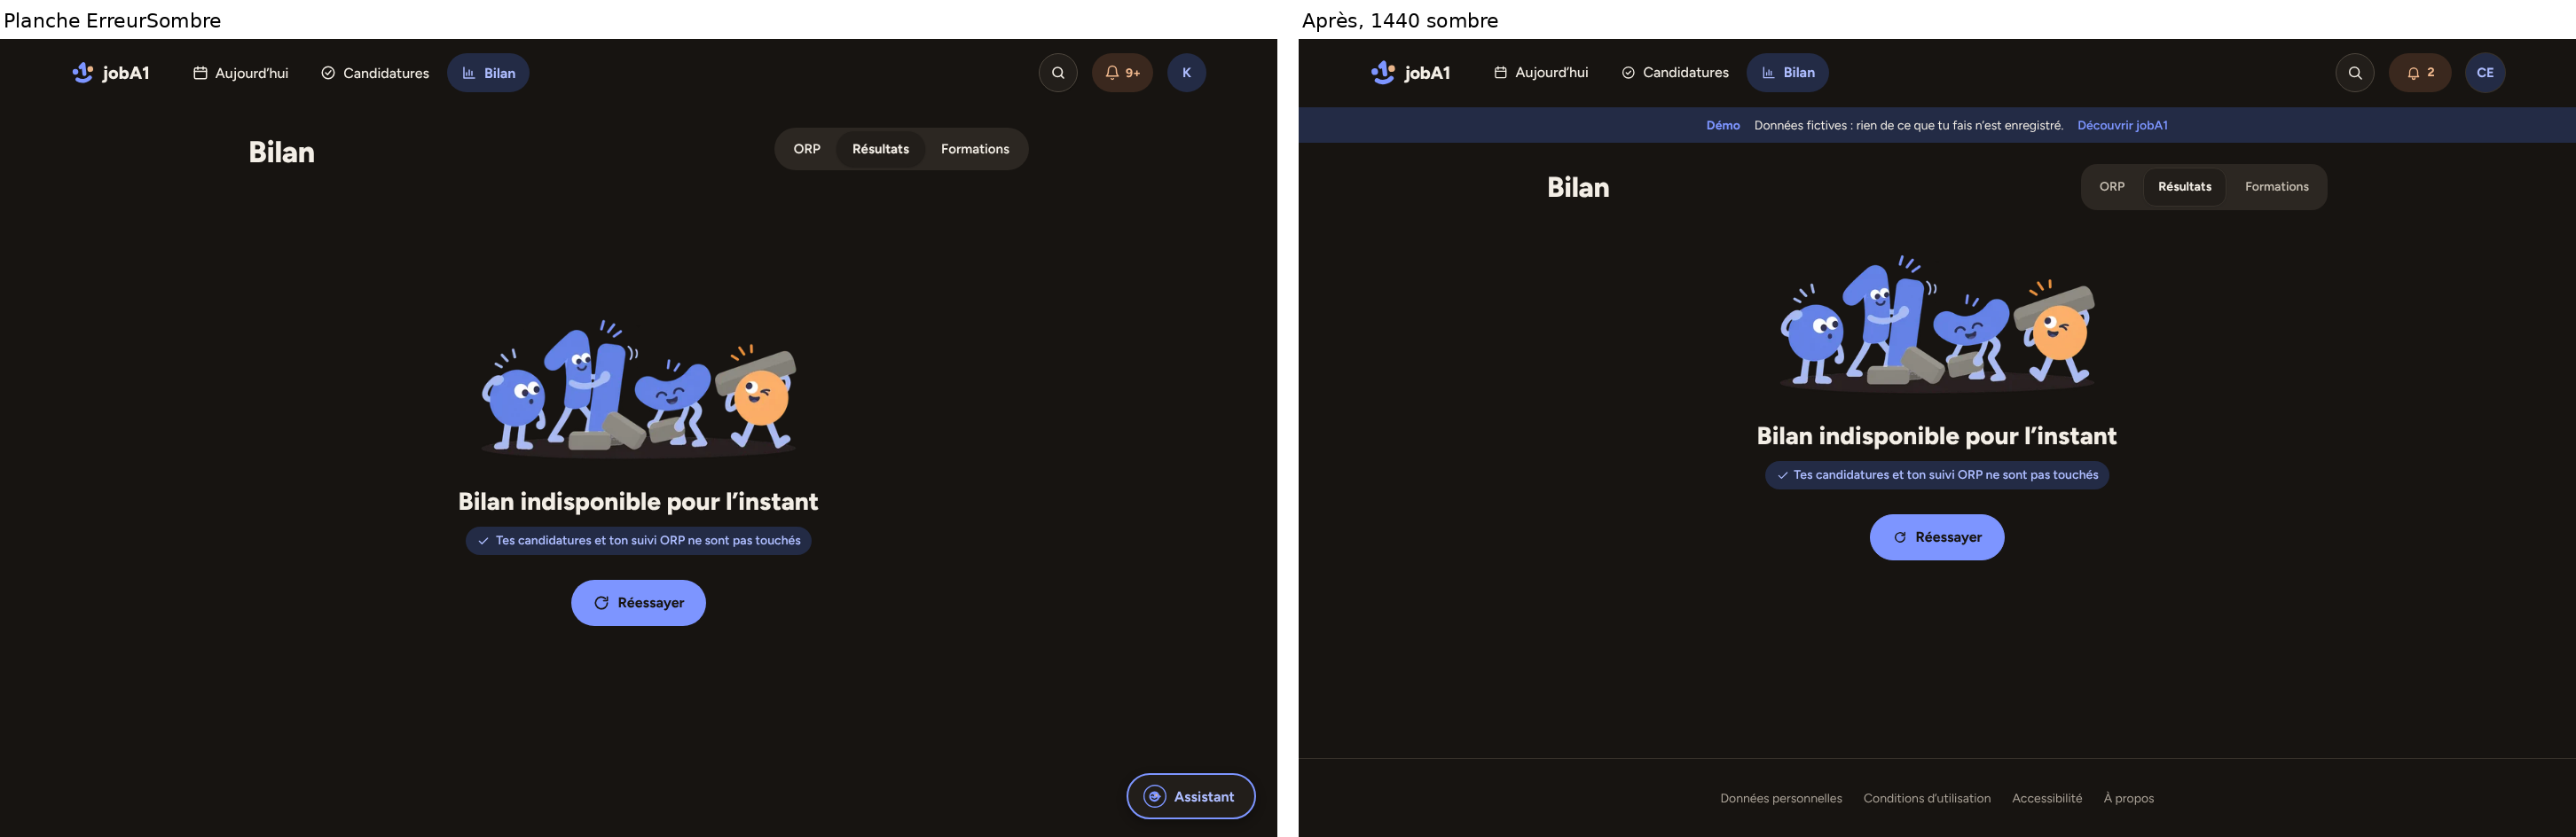 Planche ErreurSombre
jobA1 Aujourd’hui Candidatures Bilan 9+ K
Bilan
ORP Résultats Formations
Bilan indisponible pour l’instant
Tes candidatures et ton suivi ORP ne sont pas touchés
Réessayer
Assistant
Après, 1440 sombre
jobA1 Aujourd’hui Candidatures Bilan 2 CE
Démo Données fictives : rien de ce que tu fais n’est enregistré. Découvrir jobA1
Bilan
ORP Résultats Formations
Bilan indisponible pour l’instant
Tes candidatures et ton suivi ORP ne sont pas touchés
Réessayer
Données personnelles Conditions d’utilisation Accessibilité À propos